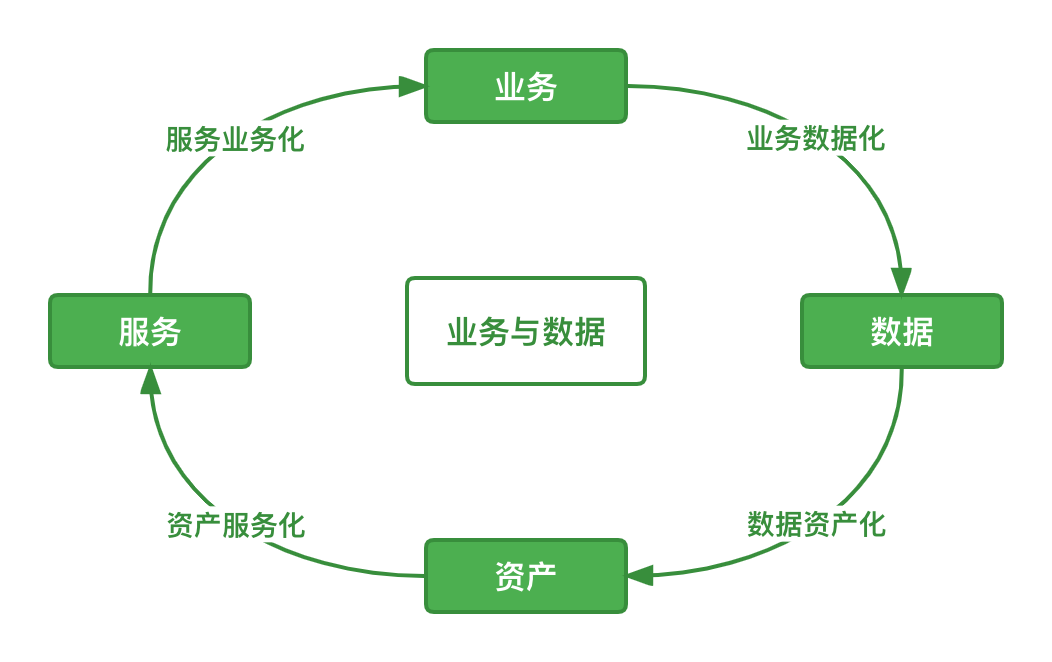 业务
服务业务化
业务数据化
服务
业务与数据
数据
资产服务化
数据资产化
资产